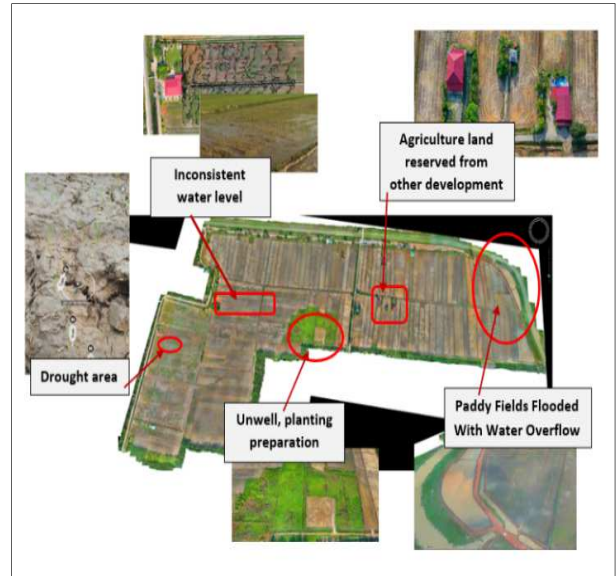 Agriculture land
reserved from
other development
Inconsistent
water level
Drought area
Unwell, planting
preparation
Paddy Fields Flooded
With Water Overflow